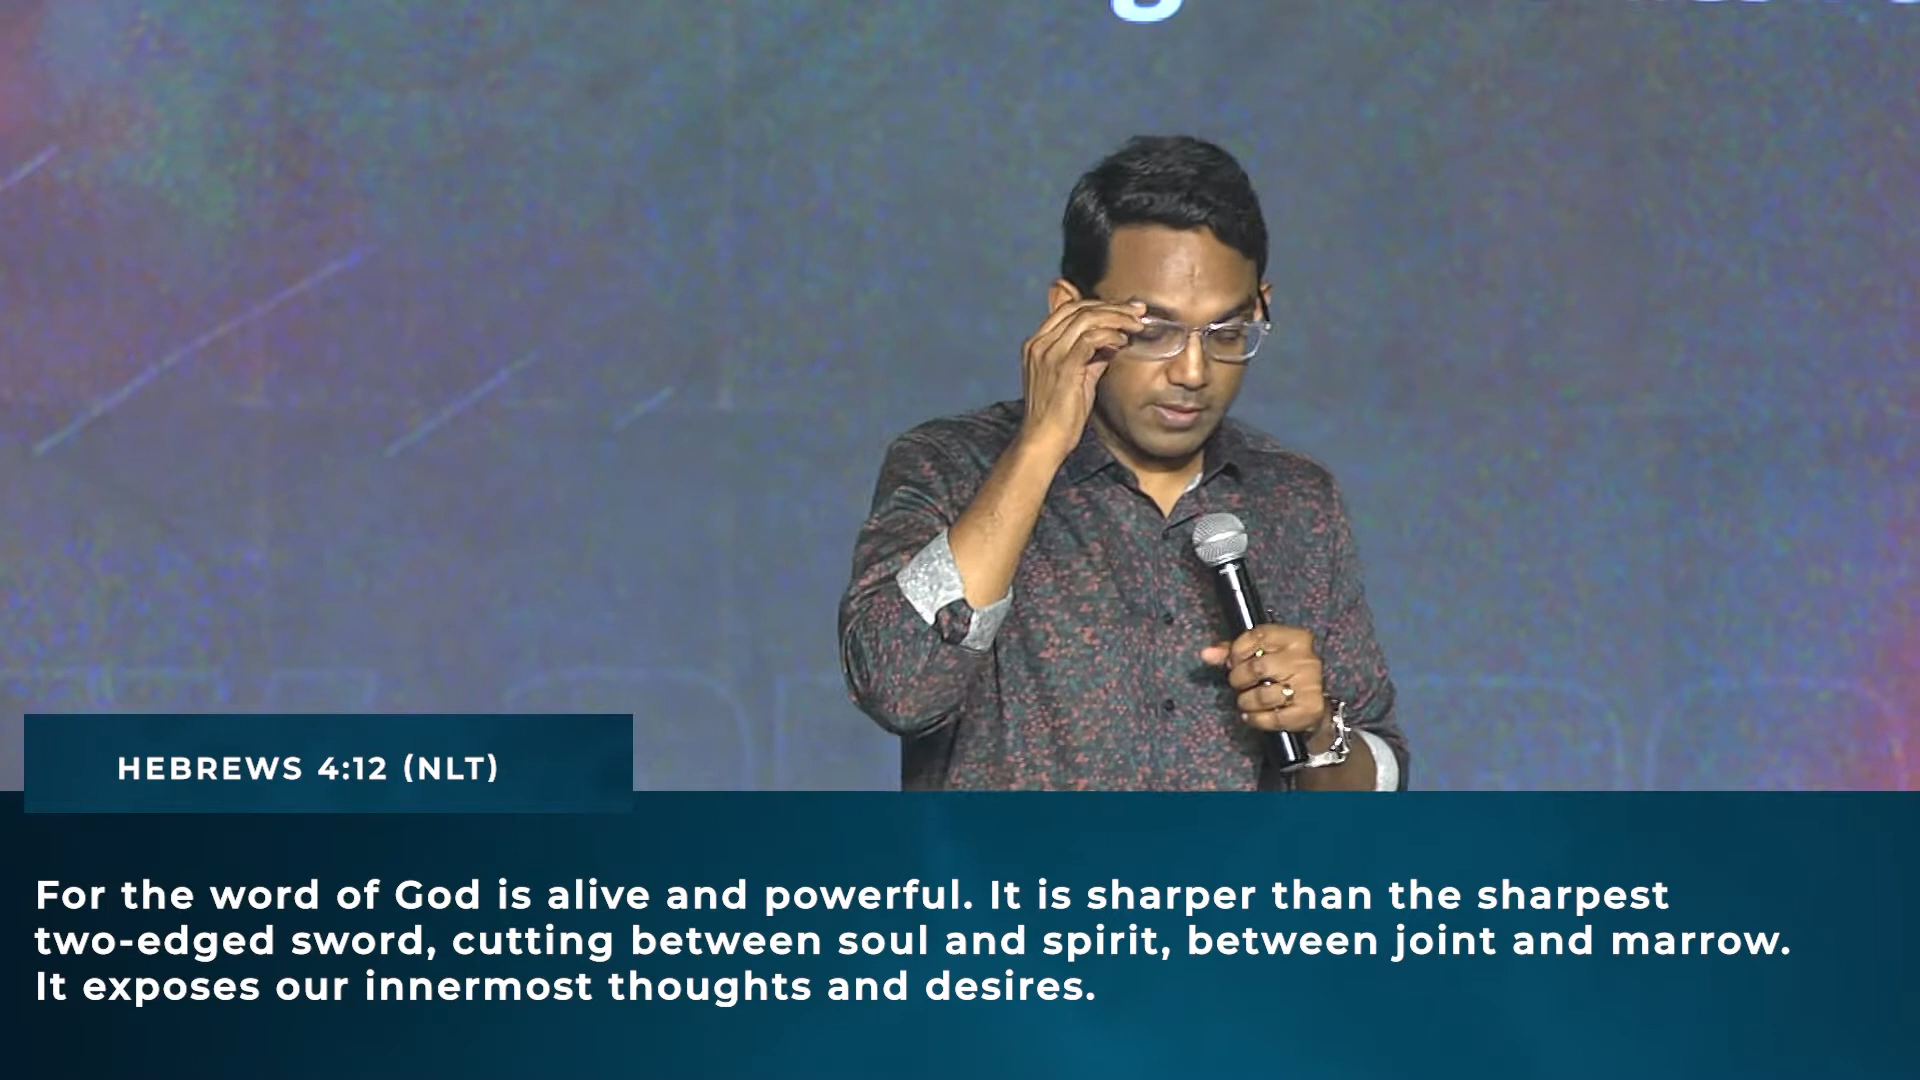 HEBREWS 4:12 (NLT)
For the word of God is alive and powerful. It is sharper than the sharpest
two-edged sword, cutting between soul and spirit, between joint and marrow.
It exposes our innermost thoughts and desires.